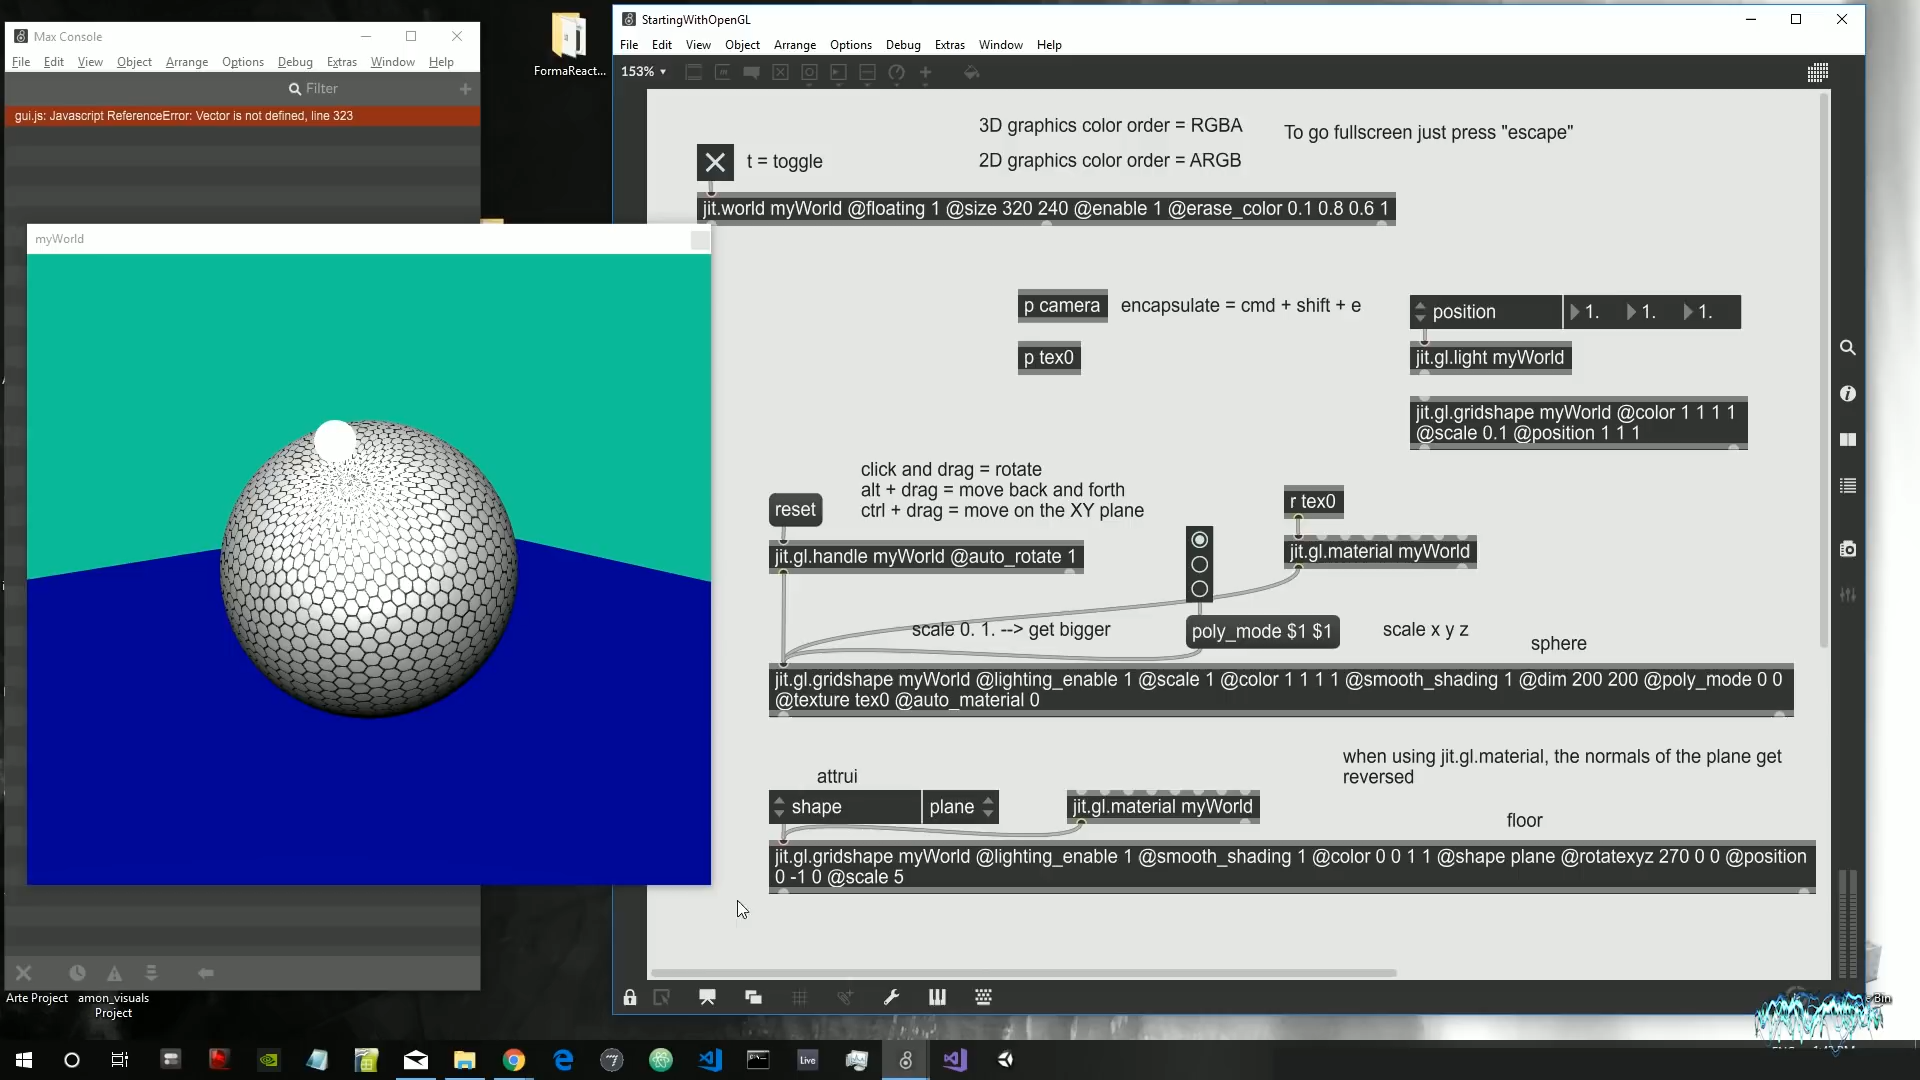 Max Console
File Edit View Object Arrange Options Debug Extras Window Help
Filter
gui.js: Javascript ReferenceError: Vector is not defined, line 323
FormaReact...
StartingWithOpenGL
File Edit View Object Arrange Options Debug Extras Window Help
153%
3D graphics color order = RGBA
To go fullscreen just press "escape"
t = toggle
2D graphics color order = ARGB
jit.world myWorld @floating 1 @size 320 240 @enable 1 @erase_color 0.1 0.8 0.6 1
myWorld
p camera
encapsulate = cmd + shift + e
position 1. 1. 1.
p tex0
jit.gl.light myWorld
jit.gl.gridshape myWorld @color 1 1 1 1
@scale 0.1 @position 1 1 1
click and drag = rotate
alt + drag = move back and forth
ctrl + drag = move on the XY plane
reset
r tex0
jit.gl.handle myWorld @auto_rotate 1
jit.gl.material myWorld
scale 0. 1. --> get bigger
poly_mode $1 $1
scale x y z
sphere
jit.gl.gridshape myWorld @lighting_enable 1 @scale 1 @color 1 1 1 1 @smooth_shading 1 @dim 200 200 @poly_mode 0 0
@texture tex0 @auto_material 0
when using jit.gl.material, the normals of the plane get
reversed
attrui
shape plane
jit.gl.material myWorld
floor
jit.gl.gridshape myWorld @lighting_enable 1 @smooth_shading 1 @color 0 0 1 1 @shape plane @rotatexyz 270 0 0 @position
0 -1 0 @scale 5
Arte Project
amon_visuals
Project
Bin
Live